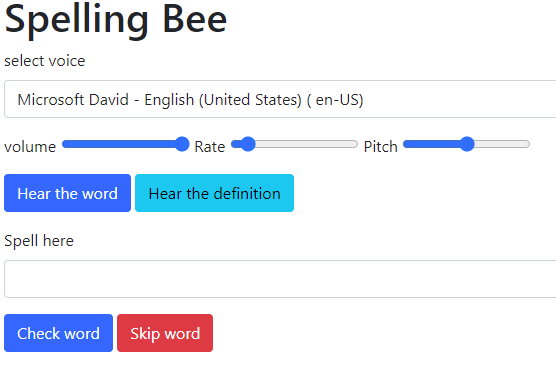 Spelling Bee
select voice
Microsoft David - English (United States) ( en-US)
volume Rate Pitch
Hear the word Hear the definition
Spell here
Check word Skip word